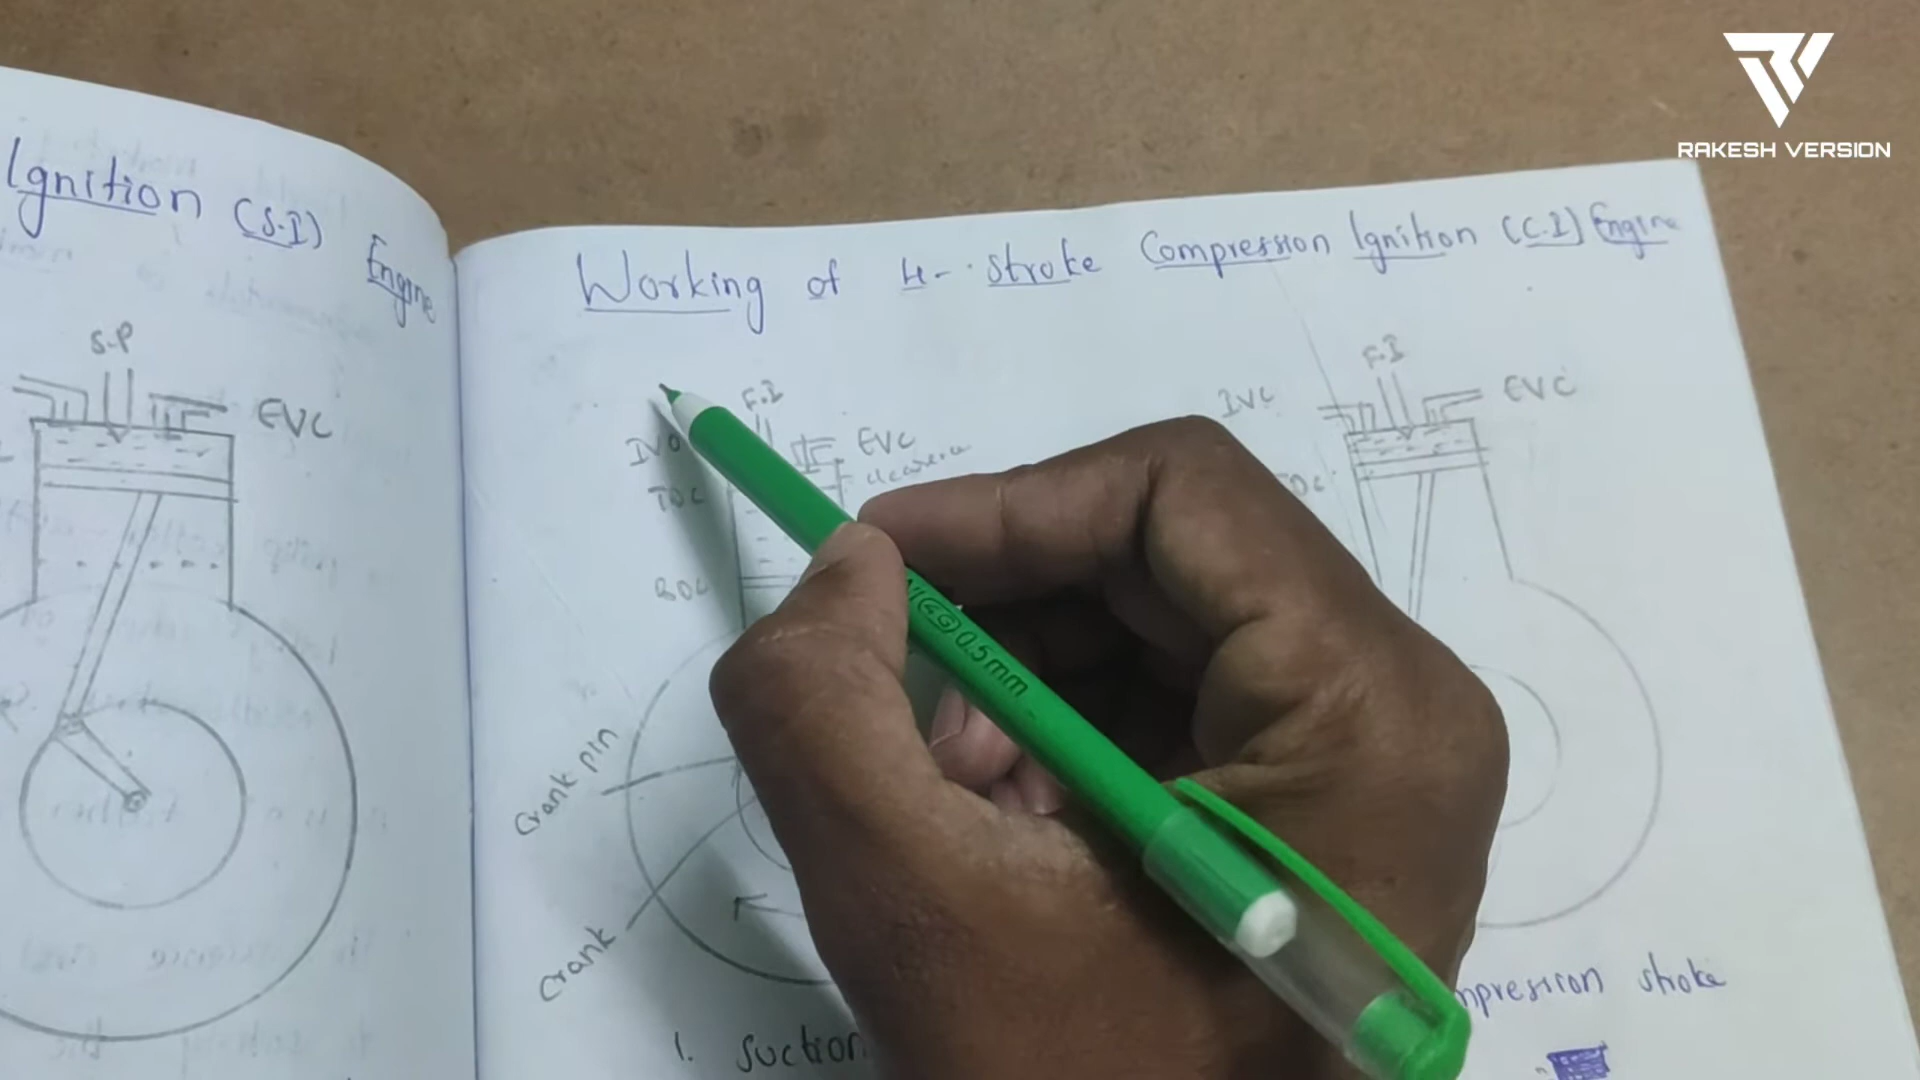 RAKESH VERSION
Ignition (S.I) Engine
S.P
EVC
Working of 4-stroke Compression Ignition (C.I) Engine
F.I
IVO
EVC
TDC
BDC
Crank pin
Crank
1. Suction
F.I
IVC
EVC
mpression stroke
0.5mm